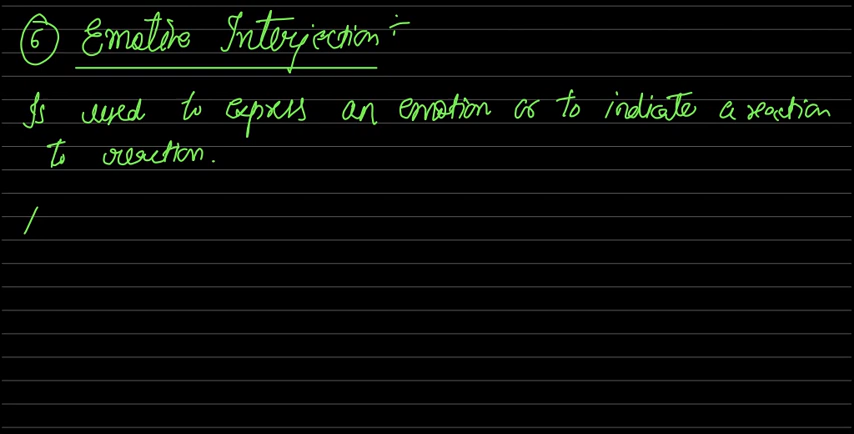 ⑥ Emotive Interjection :-
Is used to express an emotion or to indicate a reaction
to reaction.